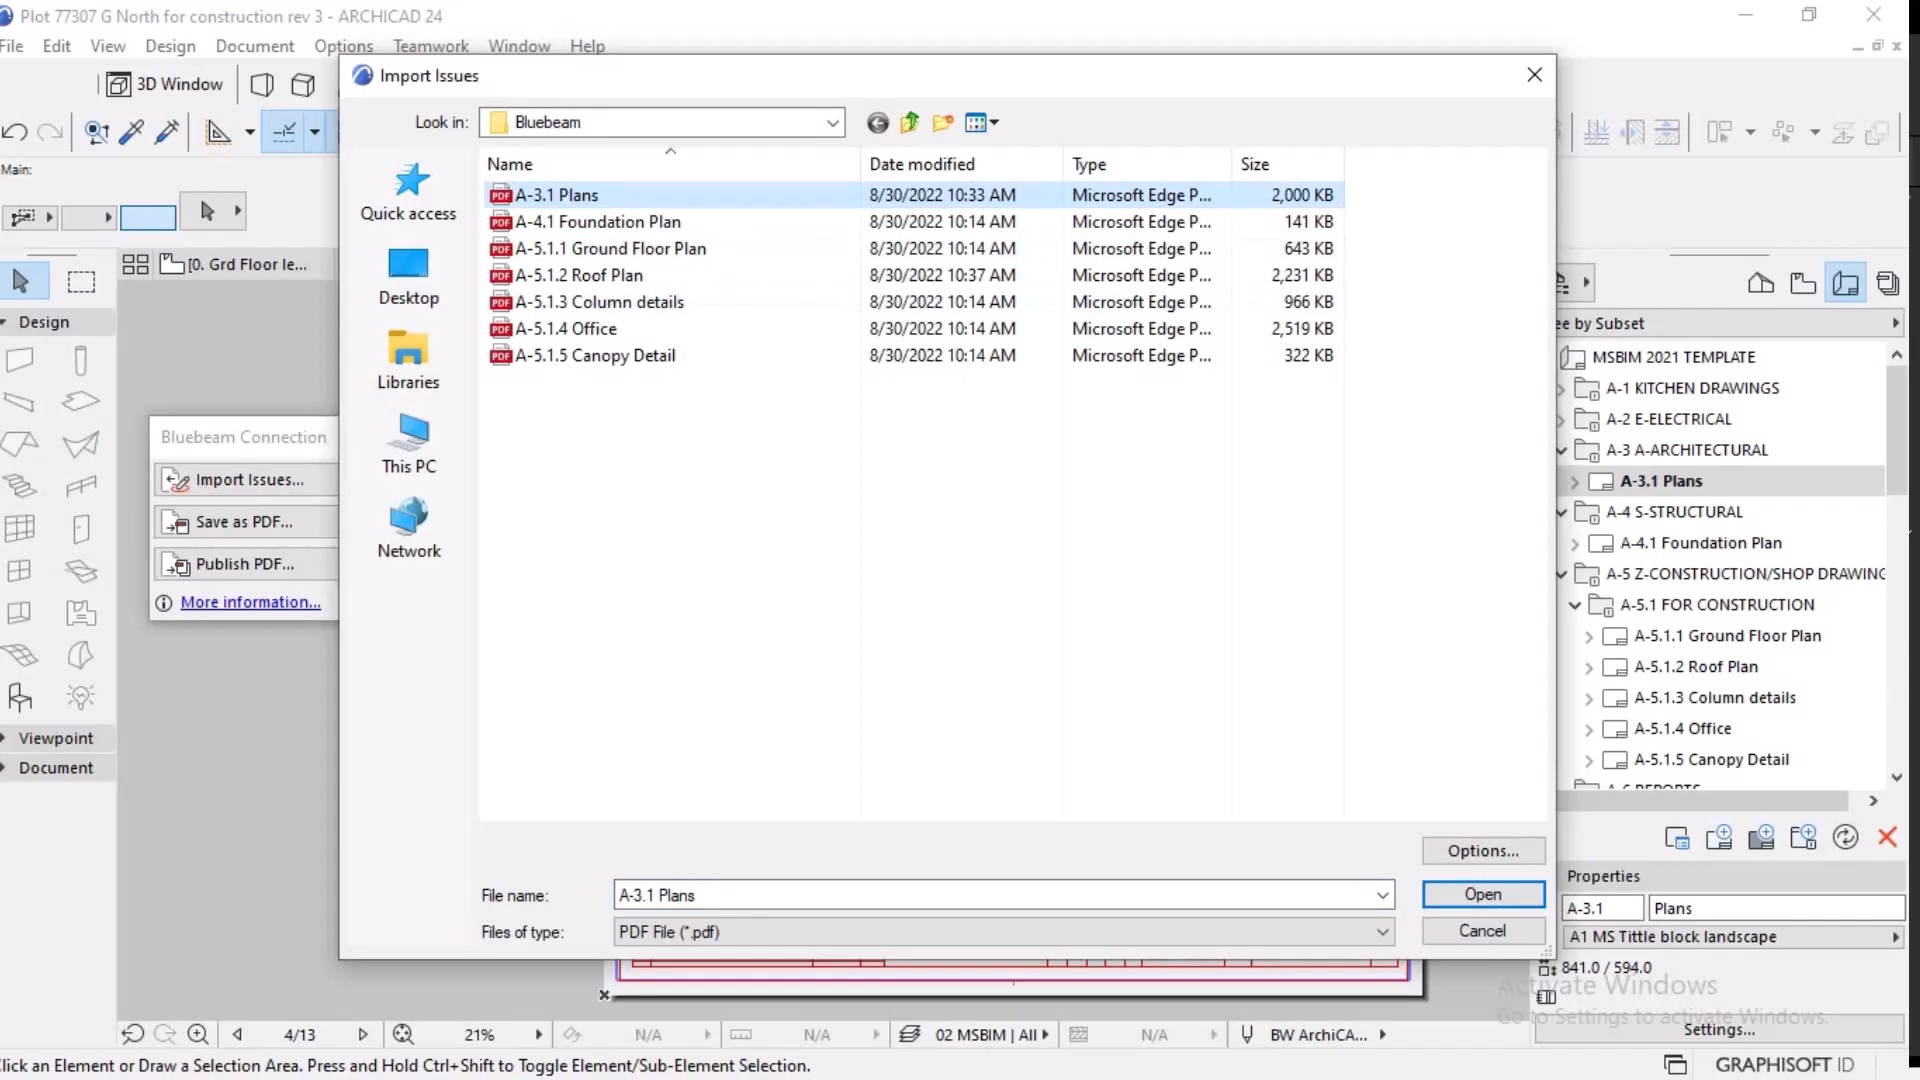 Plot 77307 G North for construction rev 3 - ARCHICAD 24
File Edit View Design Document Options Teamwork Window Help
3D Window
Main:
[0. Grd Floor le...
Design
Viewpoint
Document
Bluebeam Connection
Import Issues...
Save as PDF...
Publish PDF...
More information...
Import Issues
Look in: Bluebeam
Quick access
Desktop
Libraries
This PC
Network
Name Date modified Type Size
A-3.1 Plans 8/30/2022 10:33 AM Microsoft Edge P... 2,000 KB
A-4.1 Foundation Plan 8/30/2022 10:14 AM Microsoft Edge P... 141 KB
A-5.1.1 Ground Floor Plan 8/30/2022 10:14 AM Microsoft Edge P... 643 KB
A-5.1.2 Roof Plan 8/30/2022 10:37 AM Microsoft Edge P... 2,231 KB
A-5.1.3 Column details 8/30/2022 10:14 AM Microsoft Edge P... 966 KB
A-5.1.4 Office 8/30/2022 10:14 AM Microsoft Edge P... 2,519 KB
A-5.1.5 Canopy Detail 8/30/2022 10:14 AM Microsoft Edge P... 322 KB
Options...
File name: A-3.1 Plans Open
Files of type: PDF File (*.pdf) Cancel
ee by Subset
MSBIM 2021 TEMPLATE
A-1 KITCHEN DRAWINGS
A-2 E-ELECTRICAL
A-3 A-ARCHITECTURAL
A-3.1 Plans
A-4 S-STRUCTURAL
A-4.1 Foundation Plan
A-5 Z-CONSTRUCTION/SHOP DRAWING
A-5.1 FOR CONSTRUCTION
A-5.1.1 Ground Floor Plan
A-5.1.2 Roof Plan
A-5.1.3 Column details
A-5.1.4 Office
A-5.1.5 Canopy Detail
Properties
A-3.1 Plans
A1 MS Tittle block landscape
841.0 / 594.0
Activate Windows
Go to Settings to activate Windows.
Settings...
4/13 21% N/A N/A 02 MSBIM | All N/A BW ArchiCA...
Click an Element or Draw a Selection Area. Press and Hold Ctrl+Shift to Toggle Element/Sub-Element Selection.
GRAPHISOFT ID